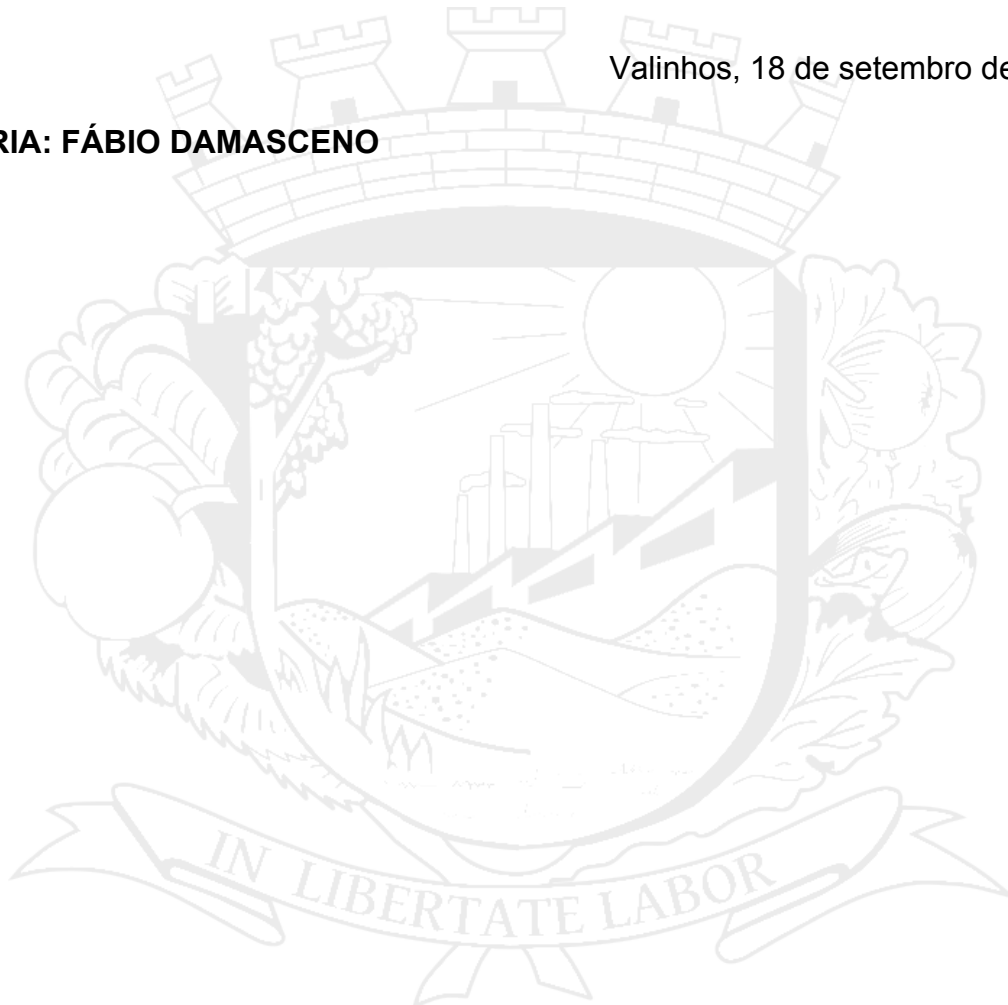 Valinhos, 18 de setembro de
RIA: FÁBIO DAMASCENO
IN LIBERTATE LABOR